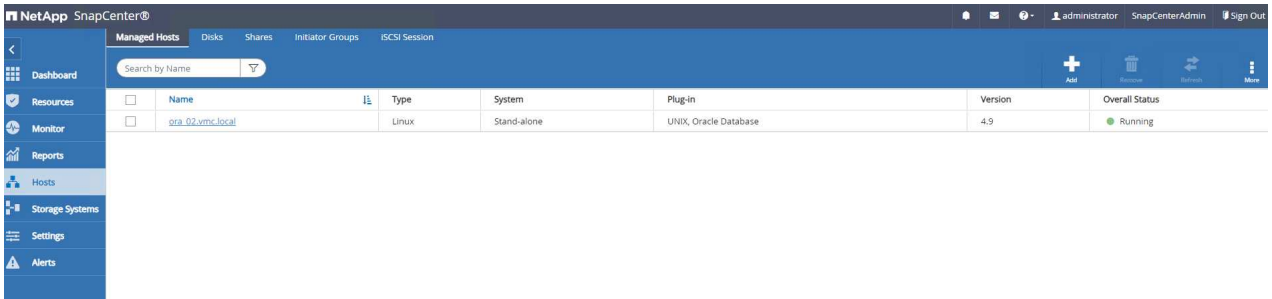 NetApp SnapCenter®
administrator SnapCenterAdmin Sign Out
Managed Hosts Disks Shares Initiator Groups iSCSI Session
Search by Name
Add Remove Refresh More
Dashboard
Resources
Monitor
Reports
Hosts
Storage Systems
Settings
Alerts
Name Type System Plug-in Version Overall Status
ora_02.vmc.local Linux Stand-alone UNIX, Oracle Database 4.9 Running